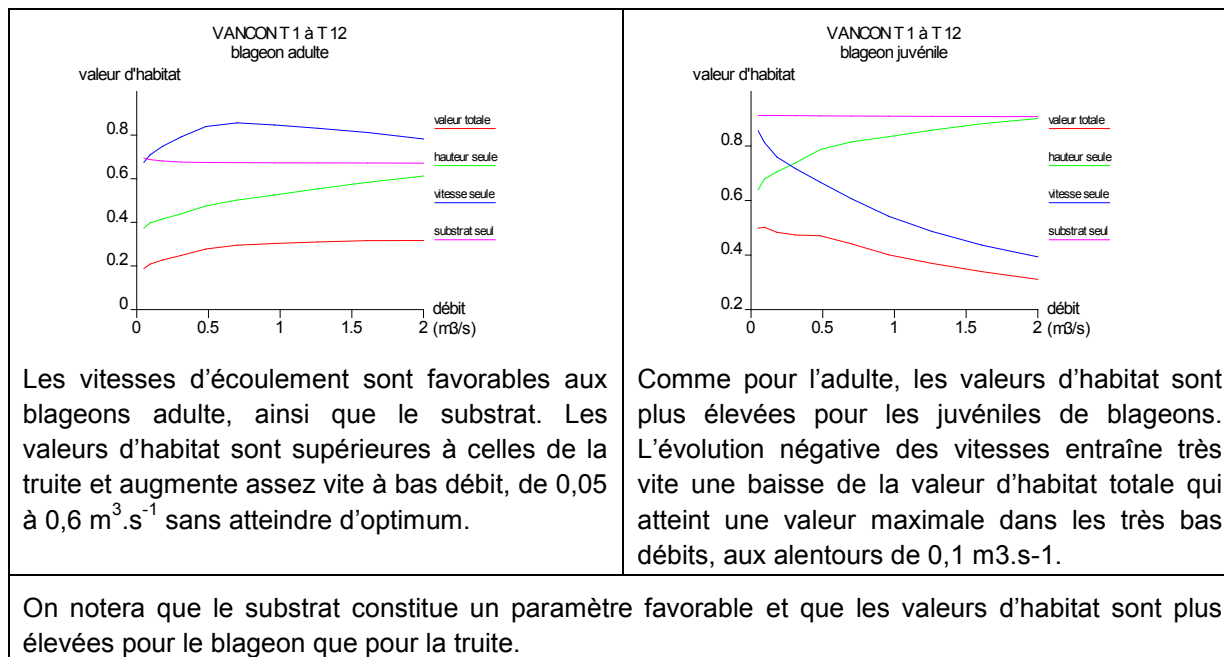 VANCON T 1 à T 12
blageon adulte
valeur d'habitat
0.8
0.6
0.4
0.2
0
0
0.5
1
1.5
2
débit
(m3/s)
valeur totale
hauteur seule
vitesse seule
substrat seul
Les vitesses d’écoulement sont favorables aux
blageons adulte, ainsi que le substrat. Les
valeurs d’habitat sont supérieures à celles de la
truite et augmente assez vite à bas débit, de 0,05
à 0,6 m³.s⁻¹ sans atteindre d’optimum.
VANCON T 1 à T 12
blageon juvénile
valeur d'habitat
0.8
0.6
0.4
0.2
0
0.5
1
1.5
2
débit
(m3/s)
valeur totale
hauteur seule
vitesse seule
substrat seul
Comme pour l’adulte, les valeurs d’habitat sont
plus élevées pour les juvéniles de blageons.
L’évolution négative des vitesses entraîne très
vite une baisse de la valeur d’habitat totale qui
atteint une valeur maximale dans les très bas
débits, aux alentours de 0,1 m3.s-1.
On notera que le substrat constitue un paramètre favorable et que les valeurs d’habitat sont plus
élevées pour le blageon que pour la truite.